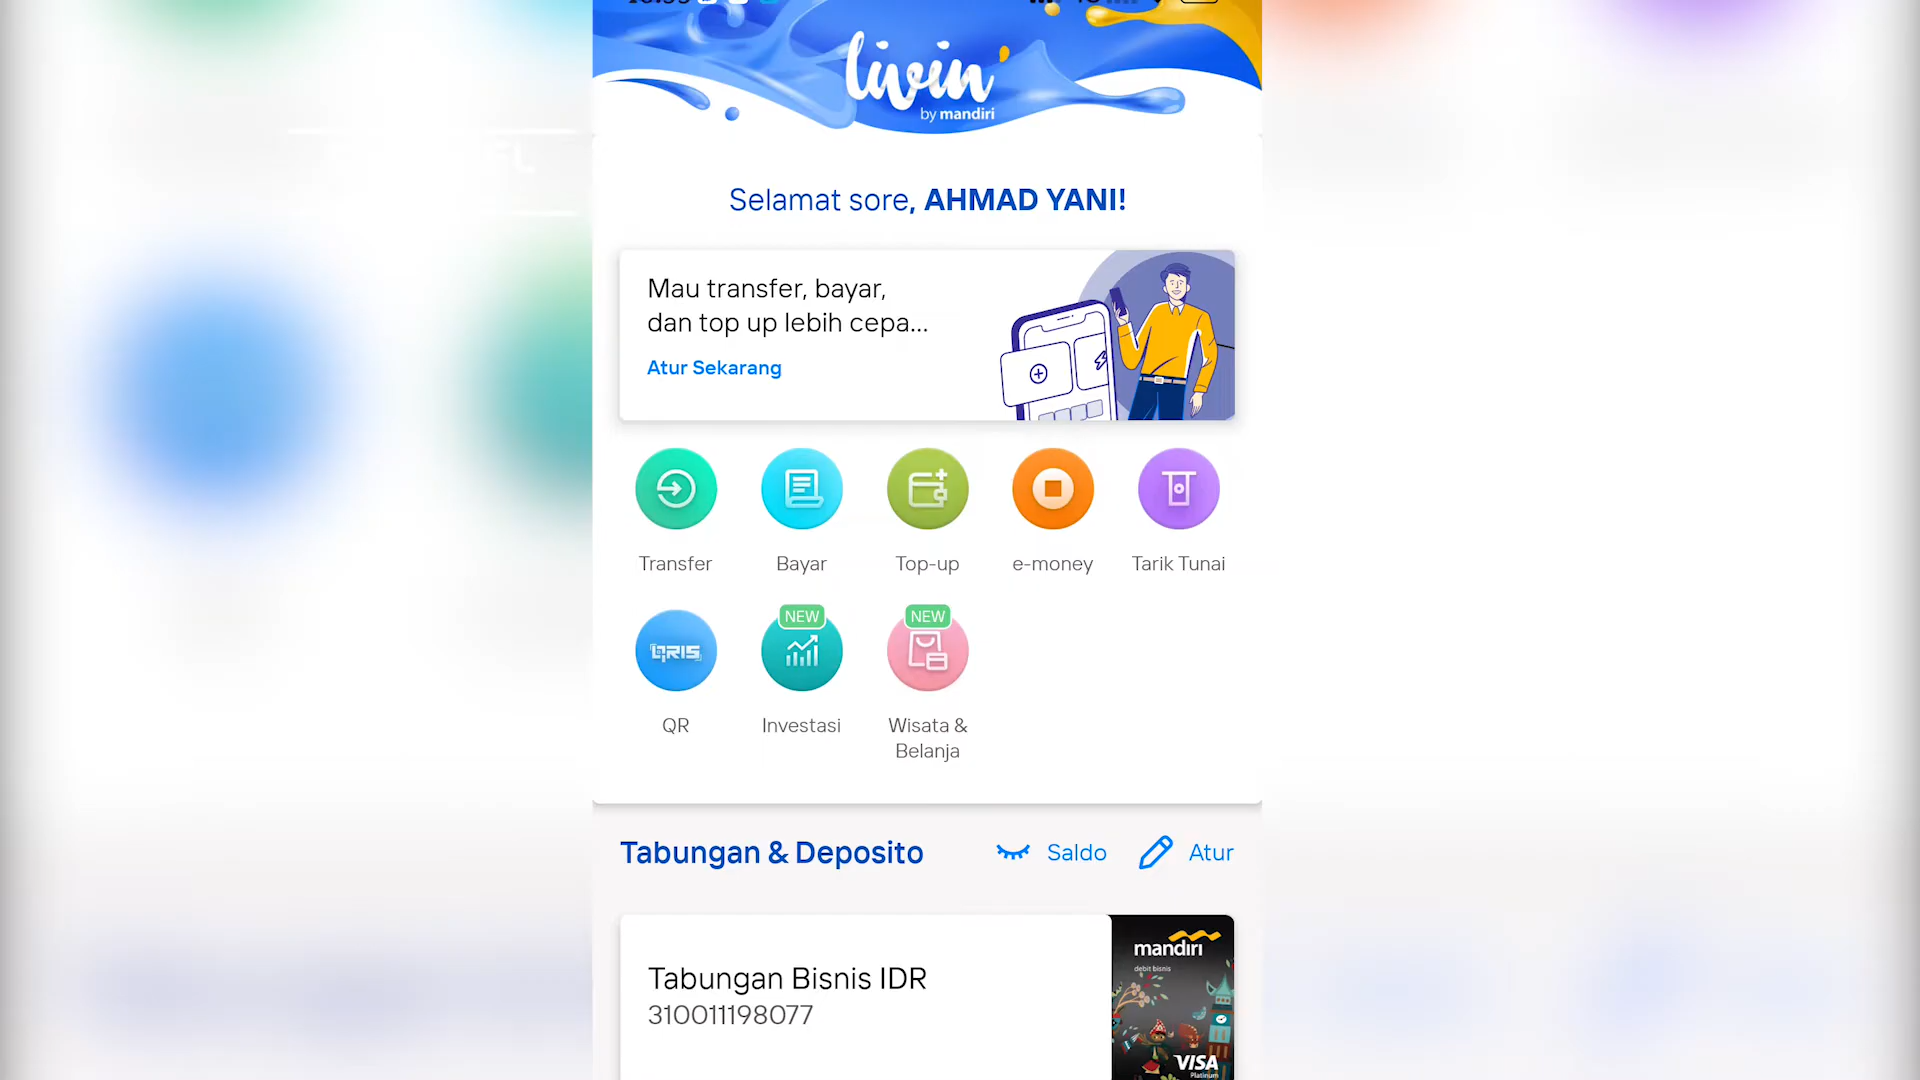 livin'
by mandiri
Selamat sore, AHMAD YANI!
Mau transfer, bayar,
dan top up lebih cepa...
Atur Sekarang
Transfer
Bayar
Top-up
e-money
Tarik Tunai
QRIS
NEW
NEW
QR
Investasi
Wisata &
Belanja
Tabungan & Deposito
Saldo
Atur
Tabungan Bisnis IDR
310011198077
mandiri
debit bisnis
VISA
Platinum